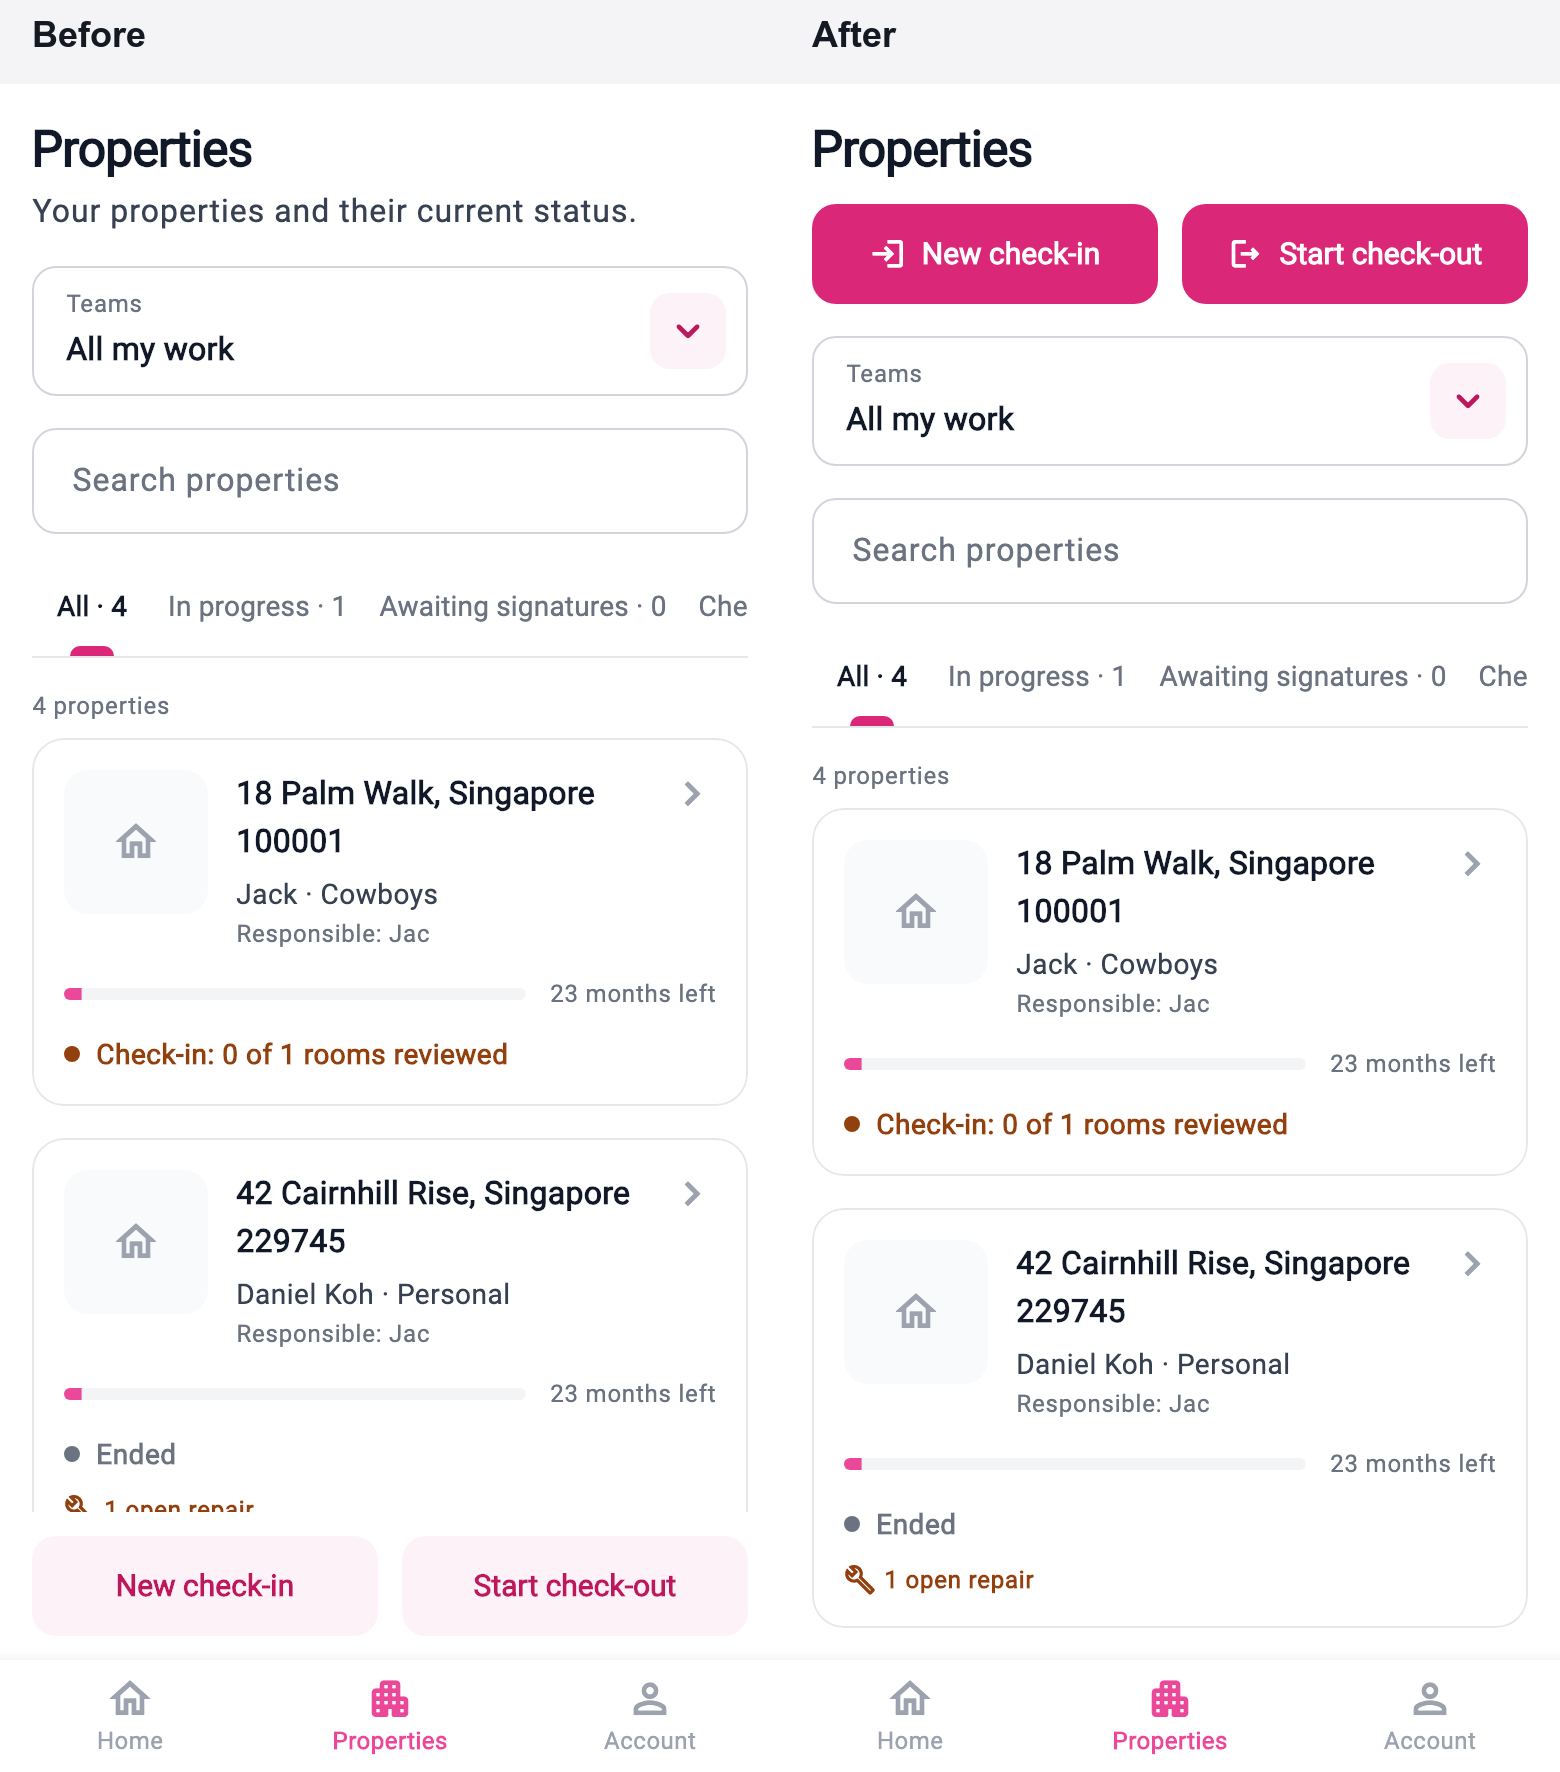 Before
Properties
Your properties and their current status.
Teams
All my work
Search properties
All · 4 In progress · 1 Awaiting signatures · 0 Che
4 properties
18 Palm Walk, Singapore
100001
Jack · Cowboys
Responsible: Jac
23 months left
Check-in: 0 of 1 rooms reviewed
42 Cairnhill Rise, Singapore
229745
Daniel Koh · Personal
Responsible: Jac
23 months left
Ended
1 open repair
New check-in Start check-out
Home Properties Account
After
Properties
New check-in Start check-out
Teams
All my work
Search properties
All · 4 In progress · 1 Awaiting signatures · 0 Che
4 properties
18 Palm Walk, Singapore
100001
Jack · Cowboys
Responsible: Jac
23 months left
Check-in: 0 of 1 rooms reviewed
42 Cairnhill Rise, Singapore
229745
Daniel Koh · Personal
Responsible: Jac
23 months left
Ended
1 open repair
Home Properties Account